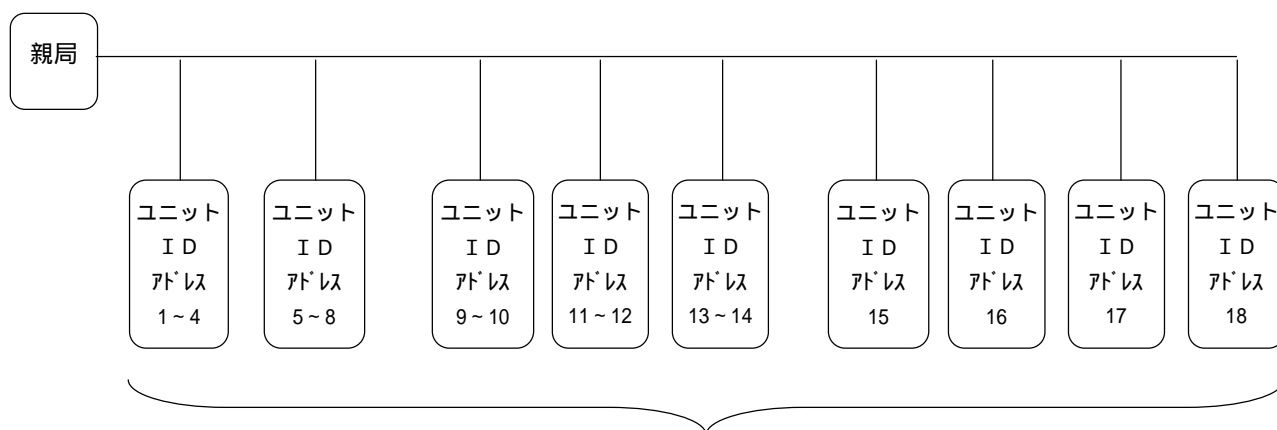 親局
ユニット
ＩＤ
ｱﾄﾞﾚｽ
1 ~ 4
ユニット
ＩＤ
ｱﾄﾞﾚｽ
5 ~ 8
ユニット
ＩＤ
ｱﾄﾞﾚｽ
9 ~ 10
ユニット
ＩＤ
ｱﾄﾞﾚｽ
11 ~ 12
ユニット
ＩＤ
ｱﾄﾞﾚｽ
13 ~ 14
ユニット
ＩＤ
ｱﾄﾞﾚｽ
15
ユニット
ＩＤ
ｱﾄﾞﾚｽ
16
ユニット
ＩＤ
ｱﾄﾞﾚｽ
17
ユニット
ＩＤ
ｱﾄﾞﾚｽ
18